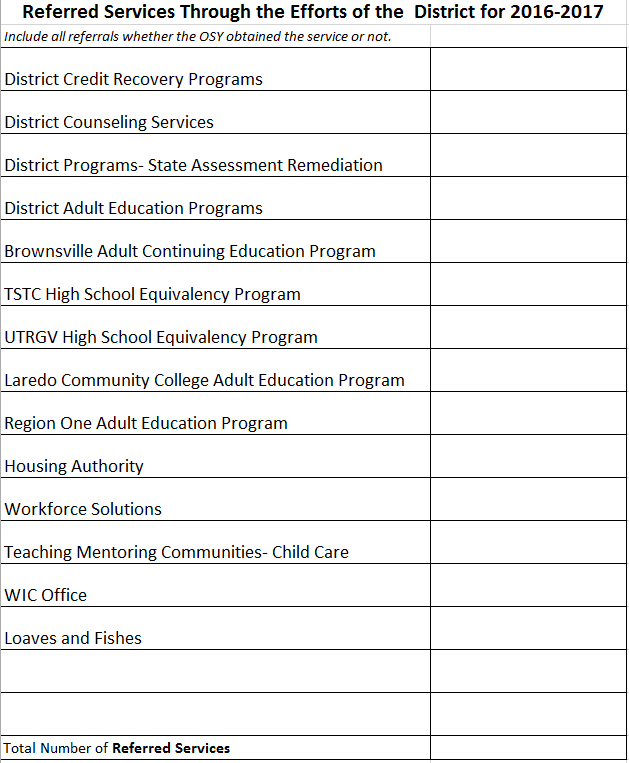 Referred Services Through the Efforts of the District for 2016-2017
Include all referrals whether the OSY obtained the service or not.
District Credit Recovery Programs
District Counseling Services
District Programs- State Assessment Remediation
District Adult Education Programs
Brownsville Adult Continuing Education Program
TSTC High School Equivalency Program
UTRGV High School Equivalency Program
Laredo Community College Adult Education Program
Region One Adult Education Program
Housing Authority
Workforce Solutions
Teaching Mentoring Communities- Child Care
WIC Office
Loaves and Fishes
Total Number of Referred Services